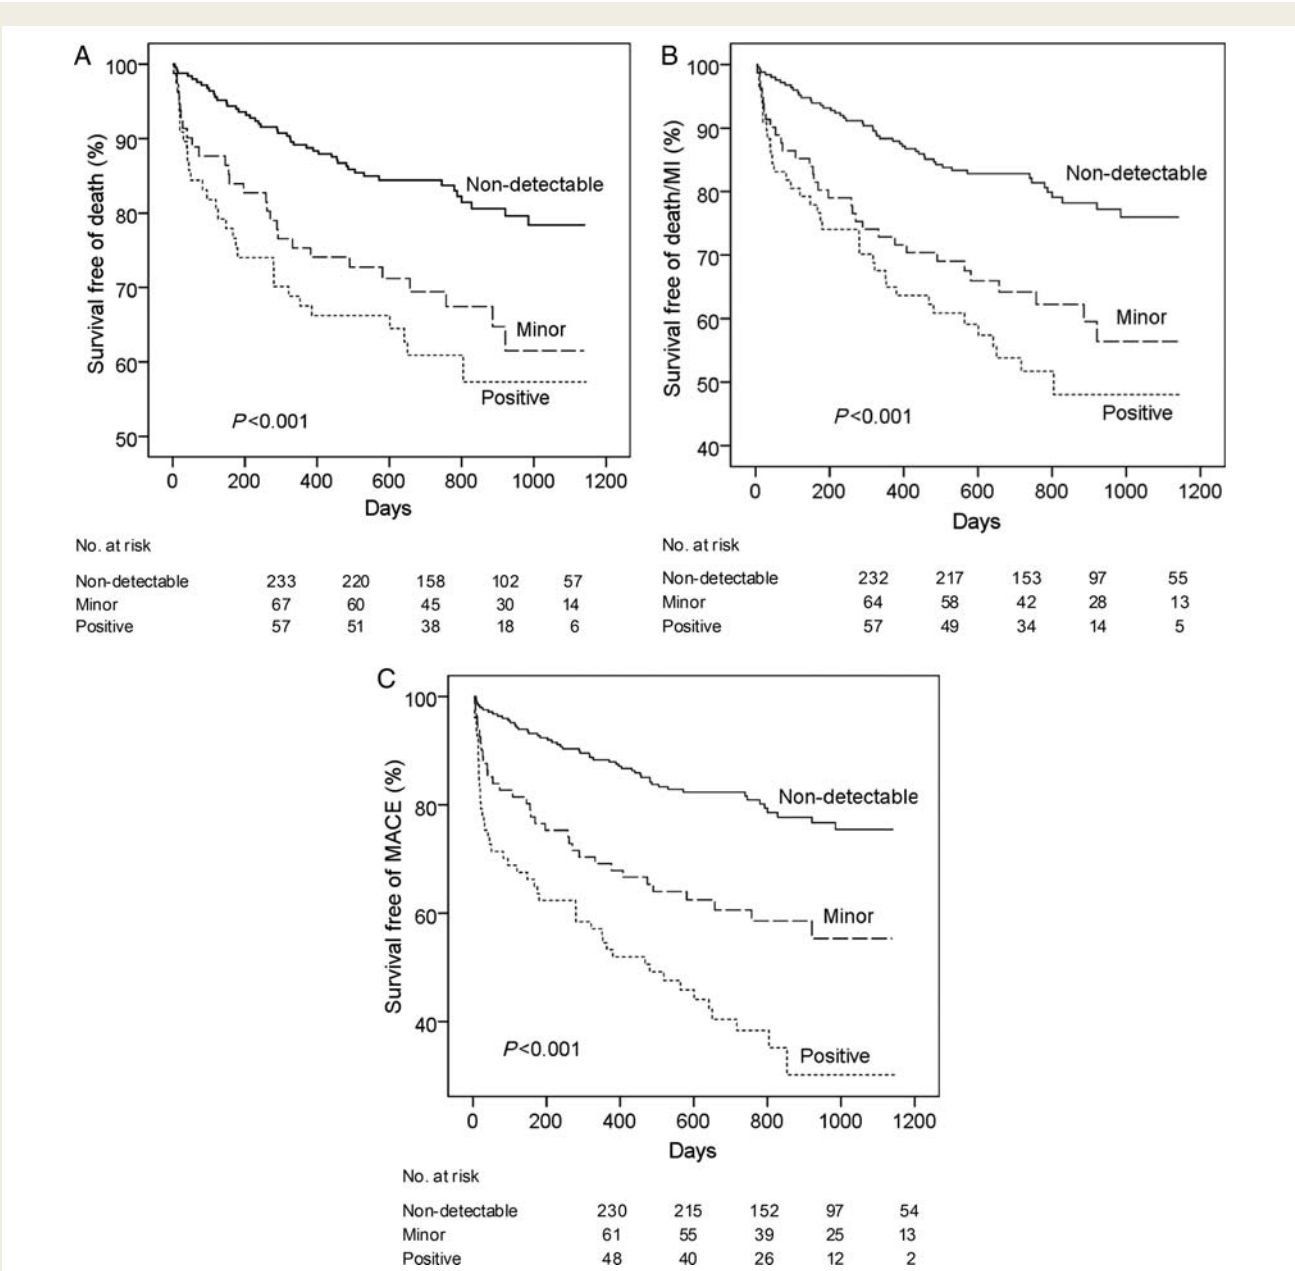 A
Survival free of death (%)
100
90
80
70
60
50
Non-detectable
Minor
Positive
P<0.001
0 200 400 600 800 1000 1200
Days
No. at risk
Non-detectable 233 220 158 102 57
Minor 67 60 45 30 14
Positive 57 51 38 18 6
B
Survival free of death/MI (%)
100
90
80
70
60
50
40
Non-detectable
Minor
Positive
P<0.001
0 200 400 600 800 1000 1200
Days
No. at risk
Non-detectable 232 217 153 97 55
Minor 64 58 42 28 13
Positive 57 49 34 14 5
C
Survival free of MACE (%)
100
80
60
40
Non-detectable
Minor
Positive
P<0.001
0 200 400 600 800 1000 1200
Days
No. at risk
Non-detectable 230 215 152 97 54
Minor 61 55 39 25 13
Positive 48 40 26 12 2